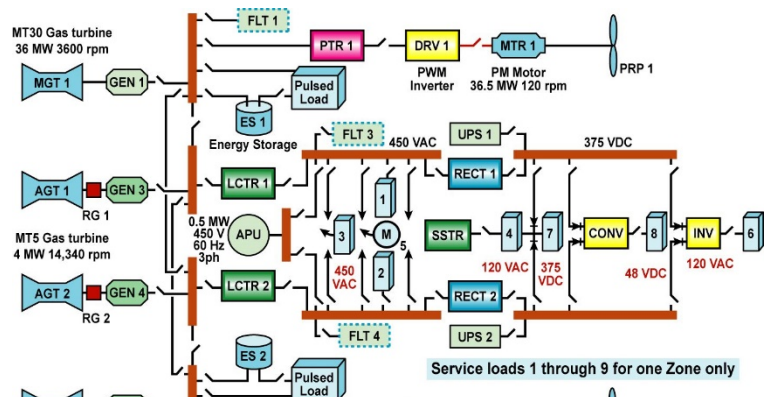 MT30 Gas turbine
36 MW 3600 rpm
FLT 1
MGT 1
GEN 1
PTR 1
DRV 1
MTR 1
PWM
Inverter
PM Motor
36.5 MW 120 rpm
PRP 1
Pulsed
Load
ES 1
Energy Storage
FLT 3
450 VAC
UPS 1
375 VDC
AGT 1
RG 1
GEN 3
LCTR 1
RECT 1
MT5 Gas turbine
4 MW 14,340 rpm
0.5 MW
450 V
60 Hz
3ph
APU
1
3
M
5
2
450
VAC
SSTR
4
7
CONV
8
INV
6
120 VAC
375
VDC
48 VDC
120 VAC
AGT 2
RG 2
GEN 4
LCTR 2
RECT 2
FLT 4
UPS 2
ES 2
Pulsed
Load
Service loads 1 through 9 for one Zone only